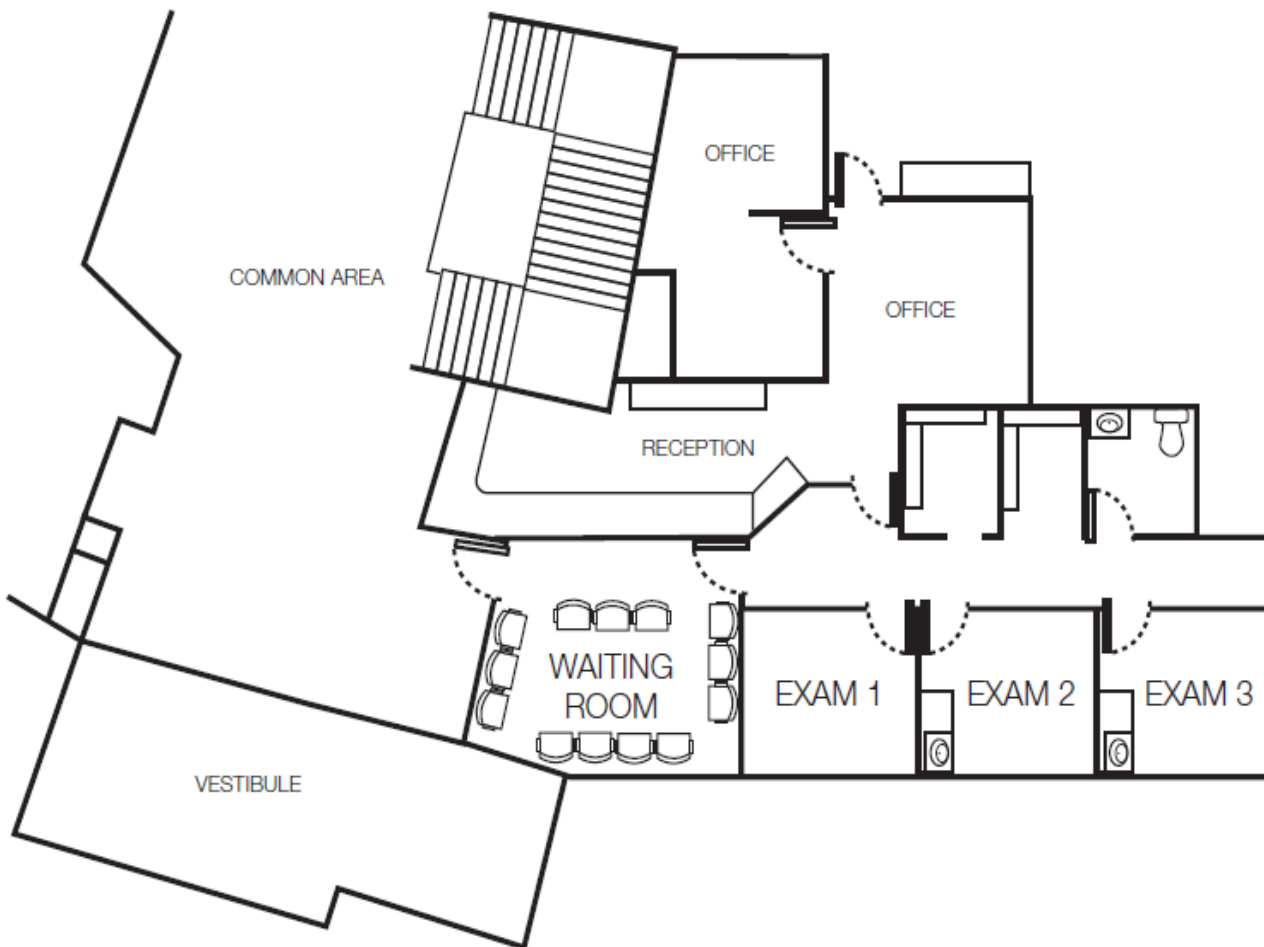 OFFICE
COMMON AREA
OFFICE
RECEPTION
WAITING
ROOM
EXAM 1
EXAM 2
EXAM 3
VESTIBULE